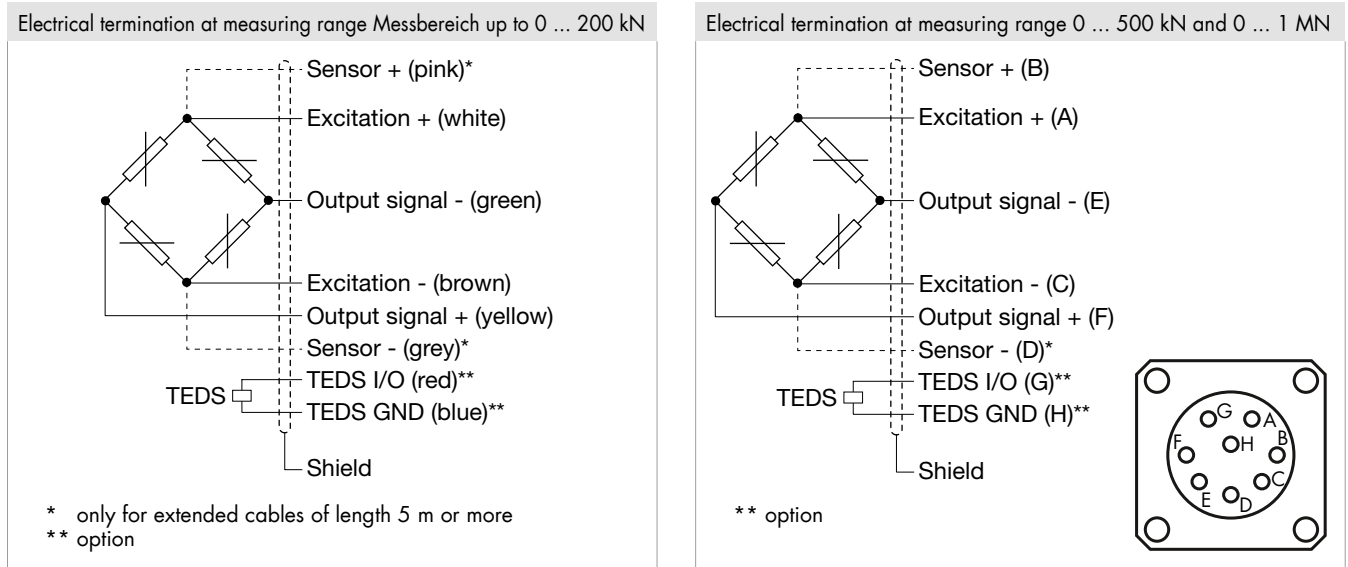 Electrical termination at measuring range Messbereich up to 0 ... 200 kN
Sensor + (pink)*
Excitation + (white)
Output signal - (green)
Excitation - (brown)
Output signal + (yellow)
Sensor - (grey)*
TEDS
TEDS I/O (red)**
TEDS GND (blue)**
Shield
* only for extended cables of length 5 m or more
** option
Electrical termination at measuring range 0 ... 500 kN and 0 ... 1 MN
Sensor + (B)
Excitation + (A)
Output signal - (E)
Excitation - (C)
Output signal + (F)
Sensor - (D)*
TEDS
TEDS I/O (G)**
TEDS GND (H)**
Shield
** option
G
A
H
B
F
C
E
D